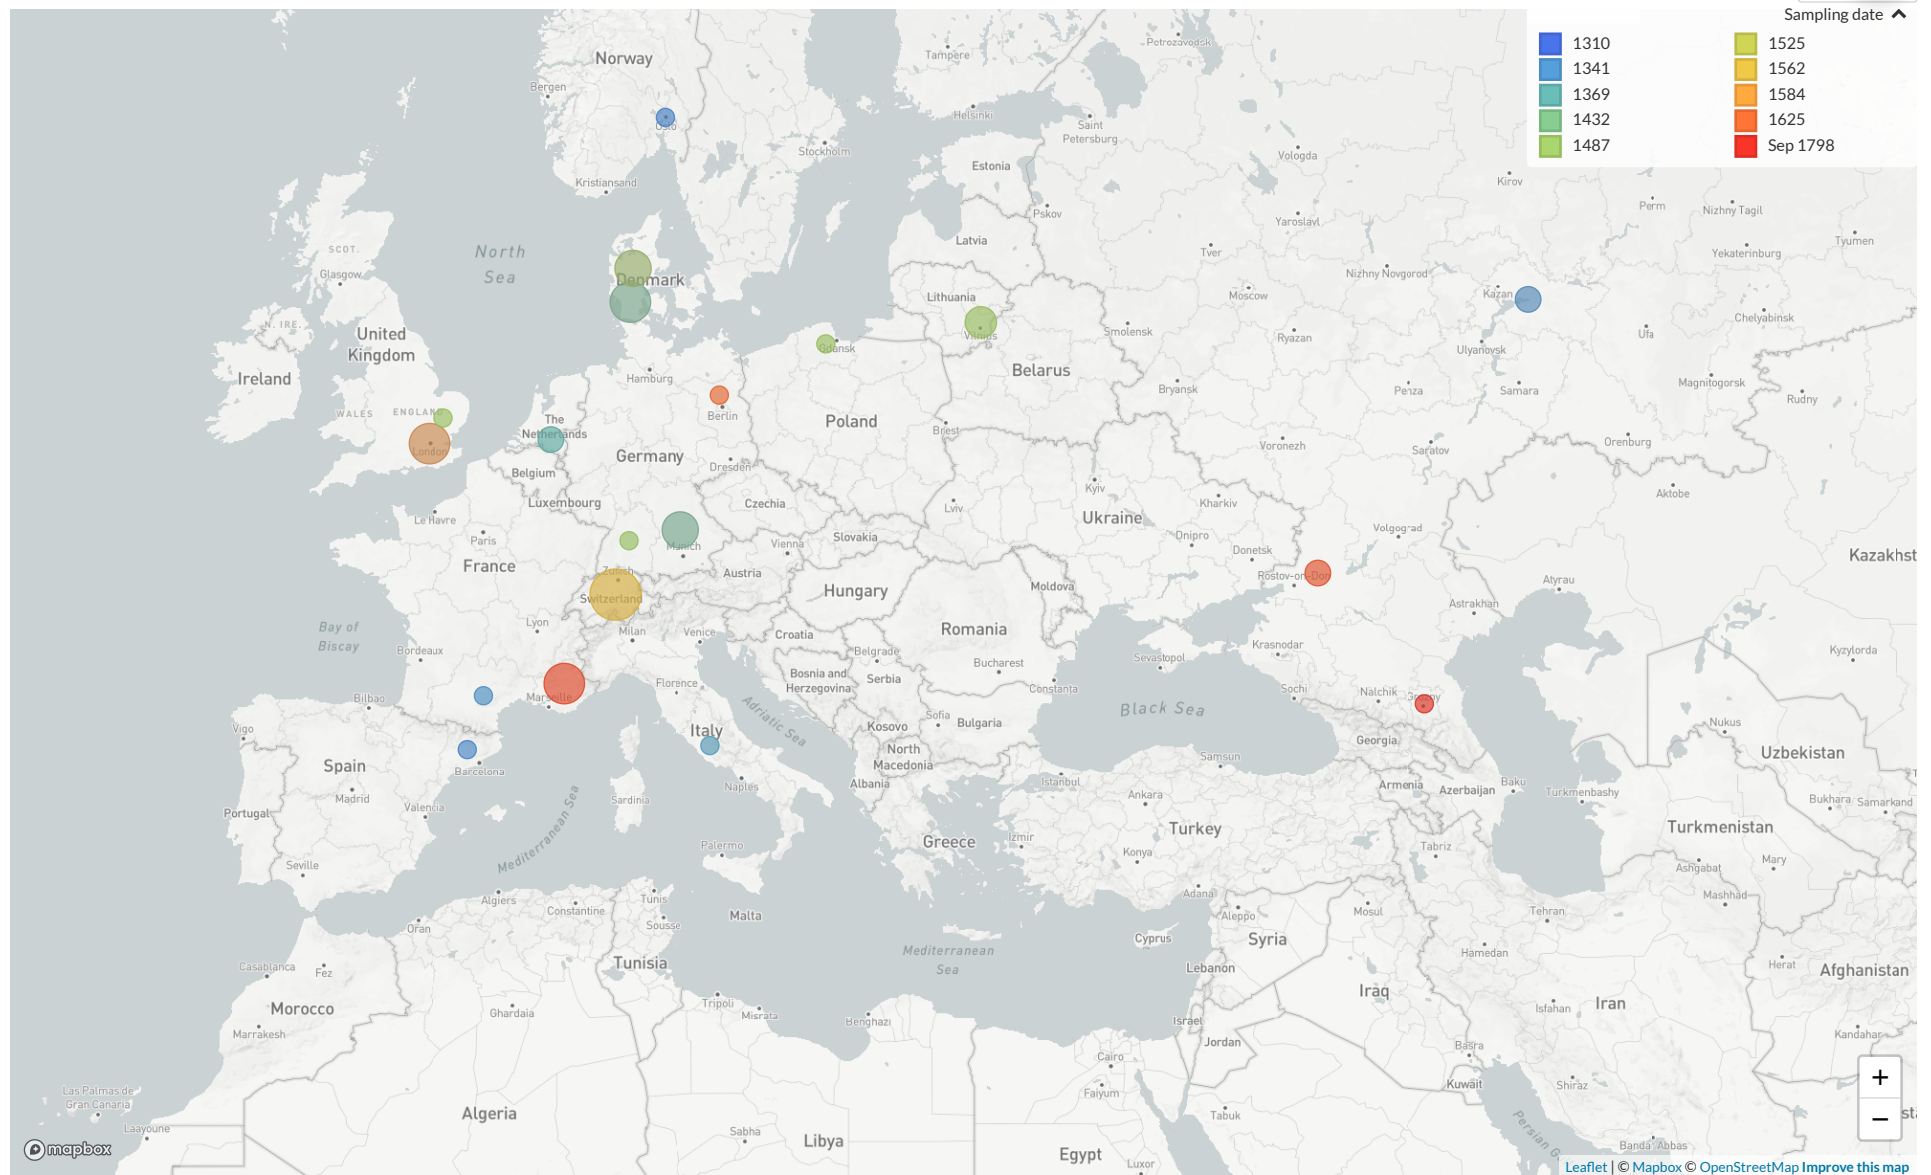 Sampling date
1310
1341
1369
1432
1487
1525
1562
1584
1625
Sep 1798
Norway
Bergen
Oslo
Kristiansand
Stockholm
Tampere
Helsinki
Petrozavodsk
Saint
Petersburg
Estonia
Pskov
Latvia
Lithuania
Vilnius
Vologda
Yaroslavl
Tver
Kirov
Perm
Nizhny Tagil
Yekaterinburg
Tyumen
Nizhny Novgorod
Kazan
Moscow
Smolensk
Ryazan
Ulyanovsk
Ufa
Chelyabinsk
Magnitogorsk
Rudny
Bryansk
Penza
Samara
Orenburg
Voronezh
Saratov
Aktobe
North
Sea
SCOT.
Glasgow
N. IRE.
United
Kingdom
Ireland
WALES
ENGLAND
London
Denmark
Hamburg
Gdansk
Berlin
Belarus
Poland
Brest
The
Netherlands
Germany
Belgium
Dresden
Luxembourg
Czechia
Lviv
Kyiv
Kharkiv
Ukraine
Dnipro
Donetsk
Volgograd
Rostov-on-Don
Kazakhst
Atyrau
Astrakhan
Le Havre
Paris
France
Munich
Vienna
Slovakia
Austria
Zurich
Switzerland
Hungary
Moldova
Romania
Lyon
Milan
Venice
Croatia
Bay of
Biscay
Bordeaux
Belgrade
Bosnia and
Herzegovina
Serbia
Bucharest
Constanta
Sevastopol
Krasnodar
Sochi
Nalchik
Grozny
Kyzylorda
Bilbao
Marseille
Florence
Adriatic Sea
Kosovo
Sofia
Bulgaria
Black Sea
Vigo
Italy
North
Macedonia
Georgia
Nukus
Uzbekistan
Spain
Barcelona
Madrid
Valencia
Portugal
Seville
Sardinia
Naples
Albania
Istanbul
Samsun
Ankara
Armenia
Azerbaijan
Baku
Turkmenbashy
Bukhara
Samarkand
Mediterranean Sea
Palermo
Greece
Izmir
Turkey
Konya
Adana
Tabriz
Turkmenistan
Ashgabat
Mary
Mashhad
Algiers
Constantine
Tunis
Sousse
Malta
Oran
Aleppo
Mosul
Tehran
Cyprus
Syria
Hamedan
Herat
Afghanistan
Mediterranean
Sea
Casablanca
Fez
Tunisia
Lebanon
Morocco
Marrakesh
Ghardaia
Tripoli
Misrata
Benghazi
Israel
Jordan
Iraq
Isfahan
Iran
Kandahar
Basra
Kuwait
Shiraz
Cairo
Faiyum
Las Palmas de
Gran Canaria
Laayoune
Algeria
Sabha
Libya
Egypt
Luxor
Tabuk
Persian G
Banda Abbas
+
−
mapbox
Leaflet | © Mapbox © OpenStreetMap Improve this map